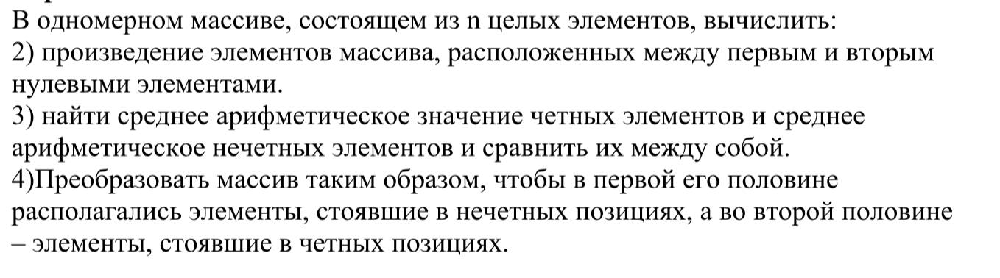 В одномерном массиве, состоящем из n целых элементов, вычислить:
2) произведение элементов массива, расположенных между первым и вторым
нулевыми элементами.
3) найти среднее арифметическое значение четных элементов и среднее
арифметическое нечетных элементов и сравнить их между собой.
4)Преобразовать массив таким образом, чтобы в первой его половине
располагались элементы, стоявшие в нечетных позициях, а во второй половине
– элементы, стоявшие в четных позициях.